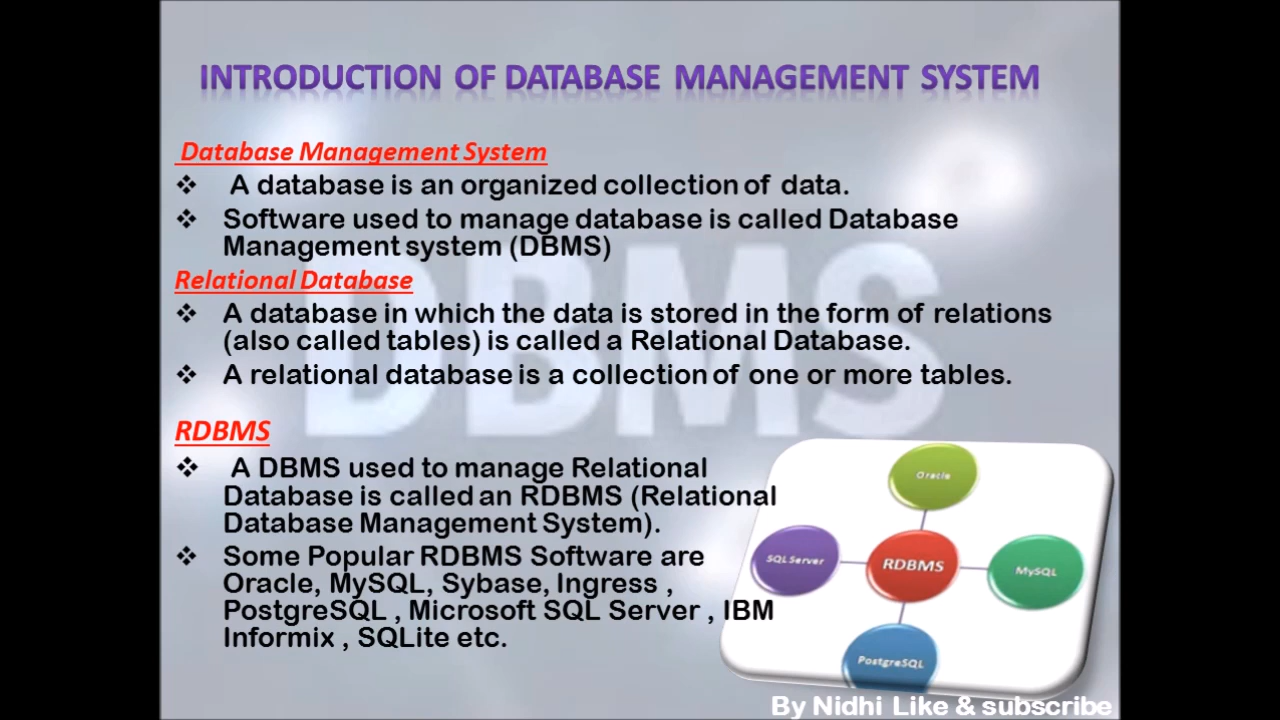 INTRODUCTION OF DATABASE MANAGEMENT SYSTEM
Database Management System
❖ A database is an organized collection of data.
❖ Software used to manage database is called Database
Management system (DBMS)
Relational Database
❖ A database in which the data is stored in the form of relations
(also called tables) is called a Relational Database.
❖ A relational database is a collection of one or more tables.
RDBMS
❖ A DBMS used to manage Relational
Database is called an RDBMS (Relational
Database Management System).
❖ Some Popular RDBMS Software are
Oracle, MySQL, Sybase, Ingress ,
PostgreSQL , Microsoft SQL Server , IBM
Informix , SQLite etc.
DBMS
Oracle
SQL Server
RDBMS
MySQL
PostgreSQL
By Nidhi Like & subscribe